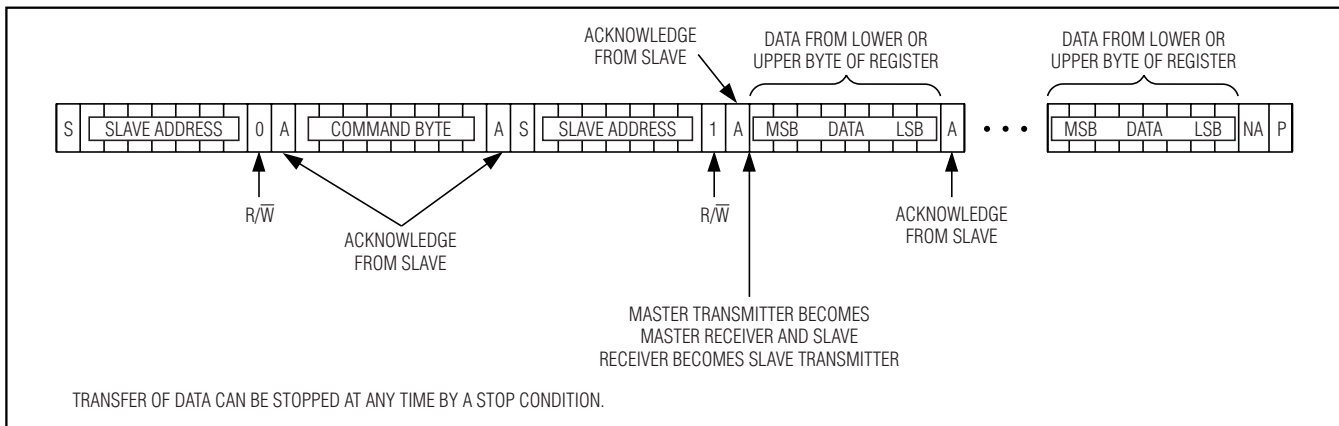 ACKNOWLEDGE
FROM SLAVE
DATA FROM LOWER OR
UPPER BYTE OF REGISTER
DATA FROM LOWER OR
UPPER BYTE OF REGISTER
S SLAVE ADDRESS 0 A COMMAND BYTE A S SLAVE ADDRESS 1 A MSB DATA LSB A • • • MSB DATA LSB NA P
R/W̅
ACKNOWLEDGE
FROM SLAVE
R/W̅
ACKNOWLEDGE
FROM SLAVE
MASTER TRANSMITTER BECOMES
MASTER RECEIVER AND SLAVE
RECEIVER BECOMES SLAVE TRANSMITTER
TRANSFER OF DATA CAN BE STOPPED AT ANY TIME BY A STOP CONDITION.